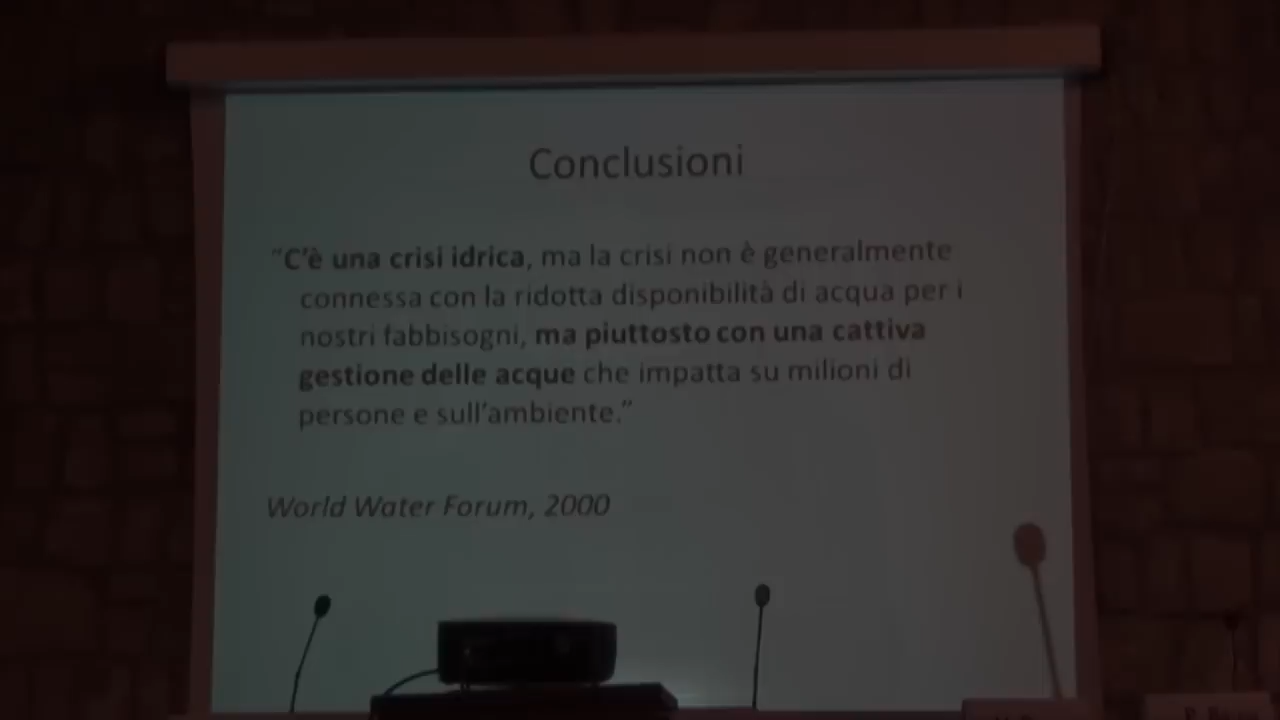 Conclusioni
“C’è una crisi idrica, ma la crisi non è generalmente
connessa con la ridotta disponibilità di acqua per i
nostri fabbisogni, ma piuttosto con una cattiva
gestione delle acque che impatta su milioni di
persone e sull’ambiente.”
World Water Forum, 2000